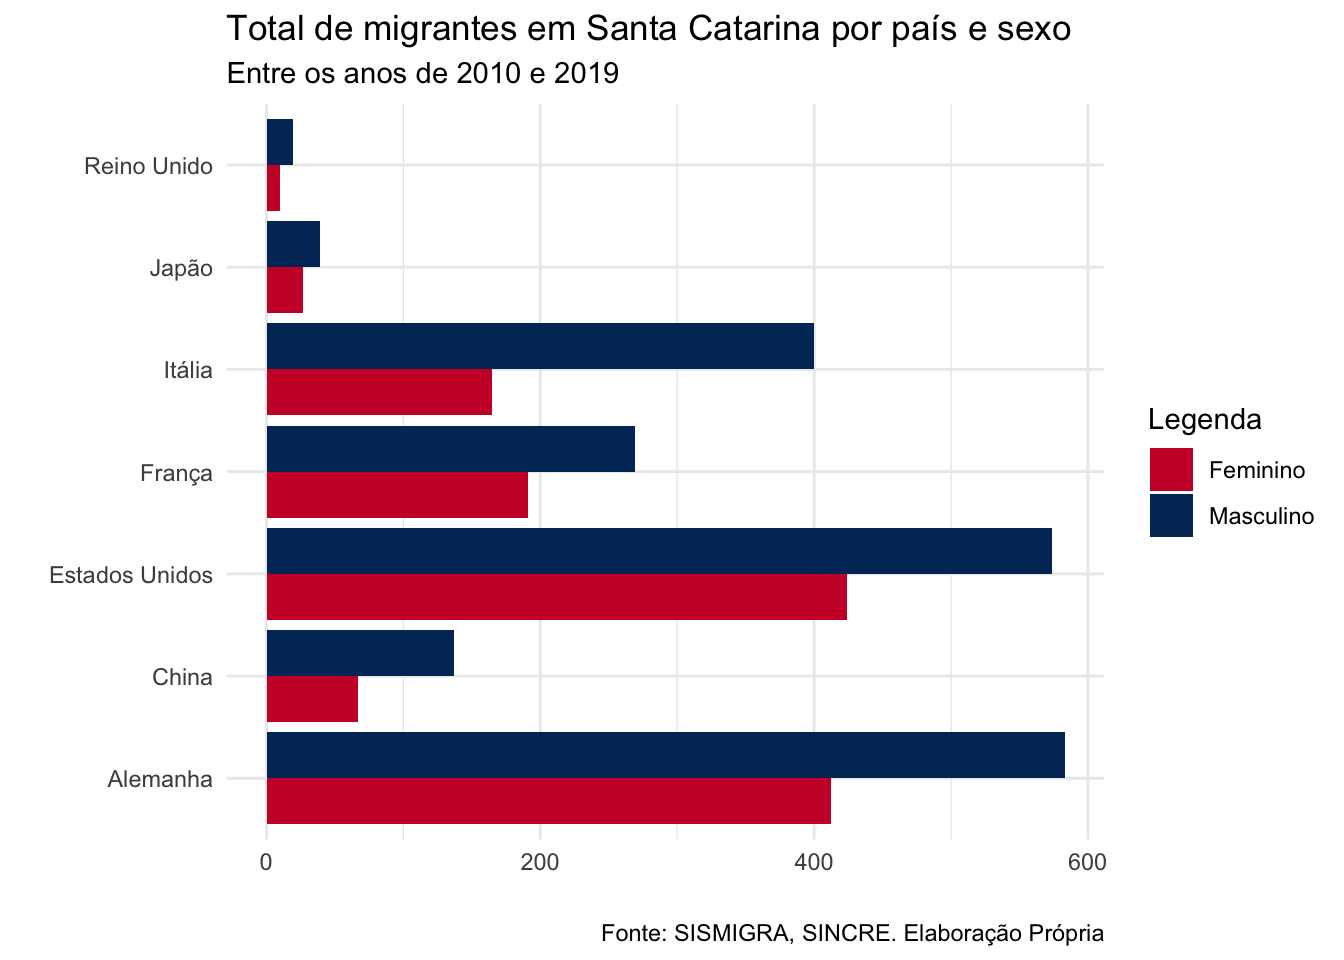 Total de migrantes em Santa Catarina por país e sexo
Entre os anos de 2010 e 2019
Reino Unido
Japão
Itália
França
Estados Unidos
China
Alemanha
0 200 400 600
Legenda
Feminino
Masculino
Fonte: SISMIGRA, SINCRE. Elaboração Própria